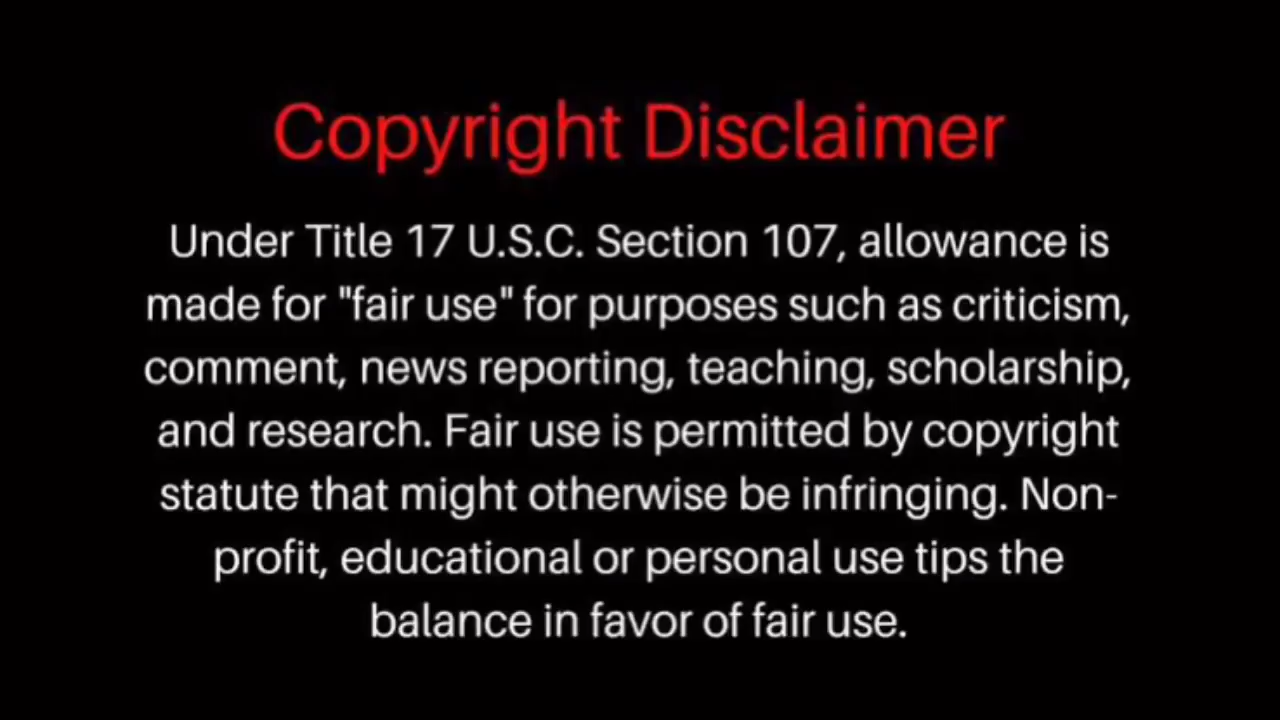 Copyright Disclaimer
Under Title 17 U.S.C. Section 107, allowance is
made for "fair use" for purposes such as criticism,
comment, news reporting, teaching, scholarship,
and research. Fair use is permitted by copyright
statute that might otherwise be infringing. Non-
profit, educational or personal use tips the
balance in favor of fair use.